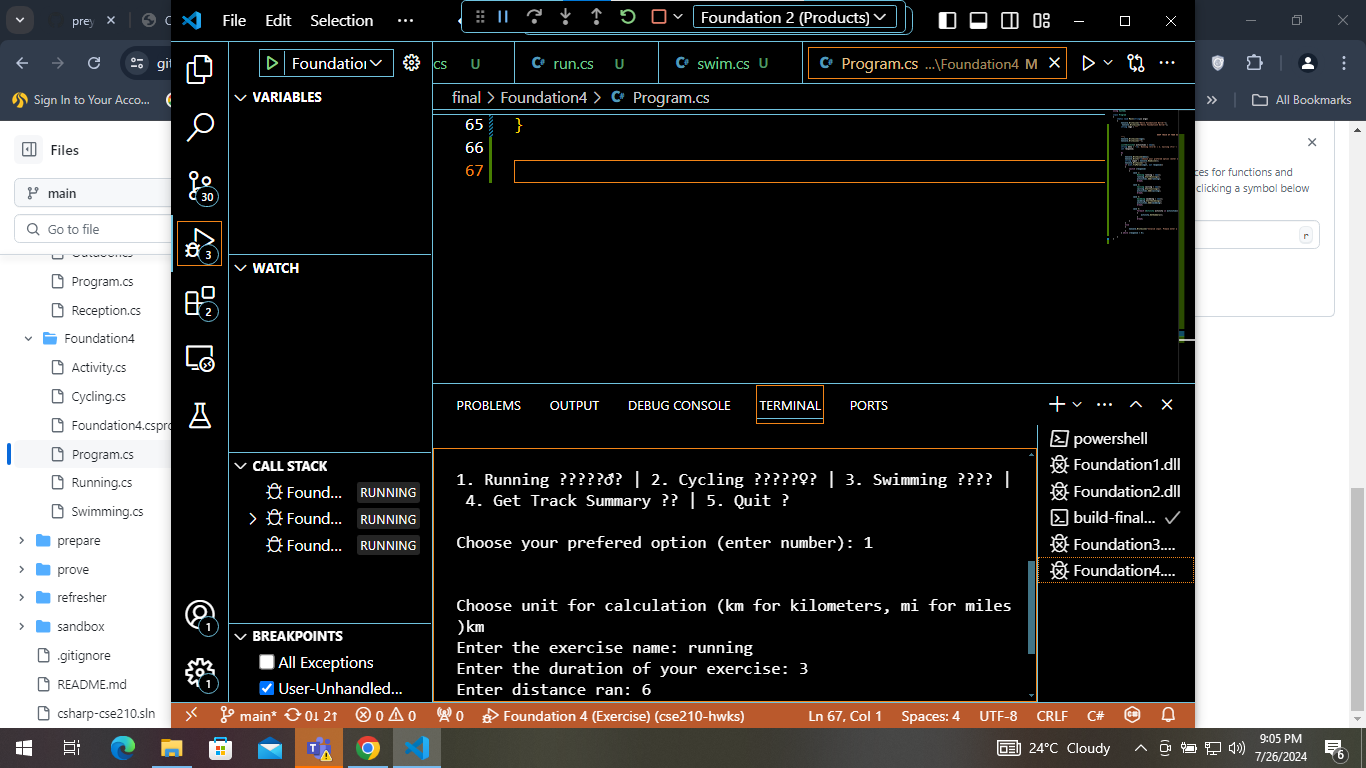 prey
File Edit Selection ···
Foundation 2 (Products)
git
Sign In to Your Acco...
All Bookmarks
Files
main
Go to file
Outdoor.cs
Program.cs
Reception.cs
Foundation4
Activity.cs
Cycling.cs
Foundation4.cspro
Program.cs
Running.cs
Swimming.cs
prepare
prove
refresher
sandbox
.gitignore
README.md
csharp-cse210.sln
30
3
2
1
1
VARIABLES
WATCH
CALL STACK
Found... RUNNING
Found... RUNNING
Found... RUNNING
BREAKPOINTS
All Exceptions
User-Unhandled...
cs U run.cs U swim.cs U Program.cs ...\Foundation4 M
final > Foundation4 > Program.cs
65 }
66
67
PROBLEMS OUTPUT DEBUG CONSOLE TERMINAL PORTS
1. Running ?????♂? | 2. Cycling ?????♀? | 3. Swimming ???? |
4. Get Track Summary ?? | 5. Quit ?
Choose your prefered option (enter number): 1
Choose unit for calculation (km for kilometers, mi for miles
)km
Enter the exercise name: running
Enter the duration of your exercise: 3
Enter distance ran: 6
powershell
Foundation1.dll
Foundation2.dll
build-final...
Foundation3....
Foundation4....
ces for functions and
clicking a symbol below
r
main* 0↓ 2↑ 0 0 0 Foundation 4 (Exercise) (cse210-hwks) Ln 67, Col 1 Spaces: 4 UTF-8 CRLF C#
24°C Cloudy
9:05 PM
7/26/2024
6